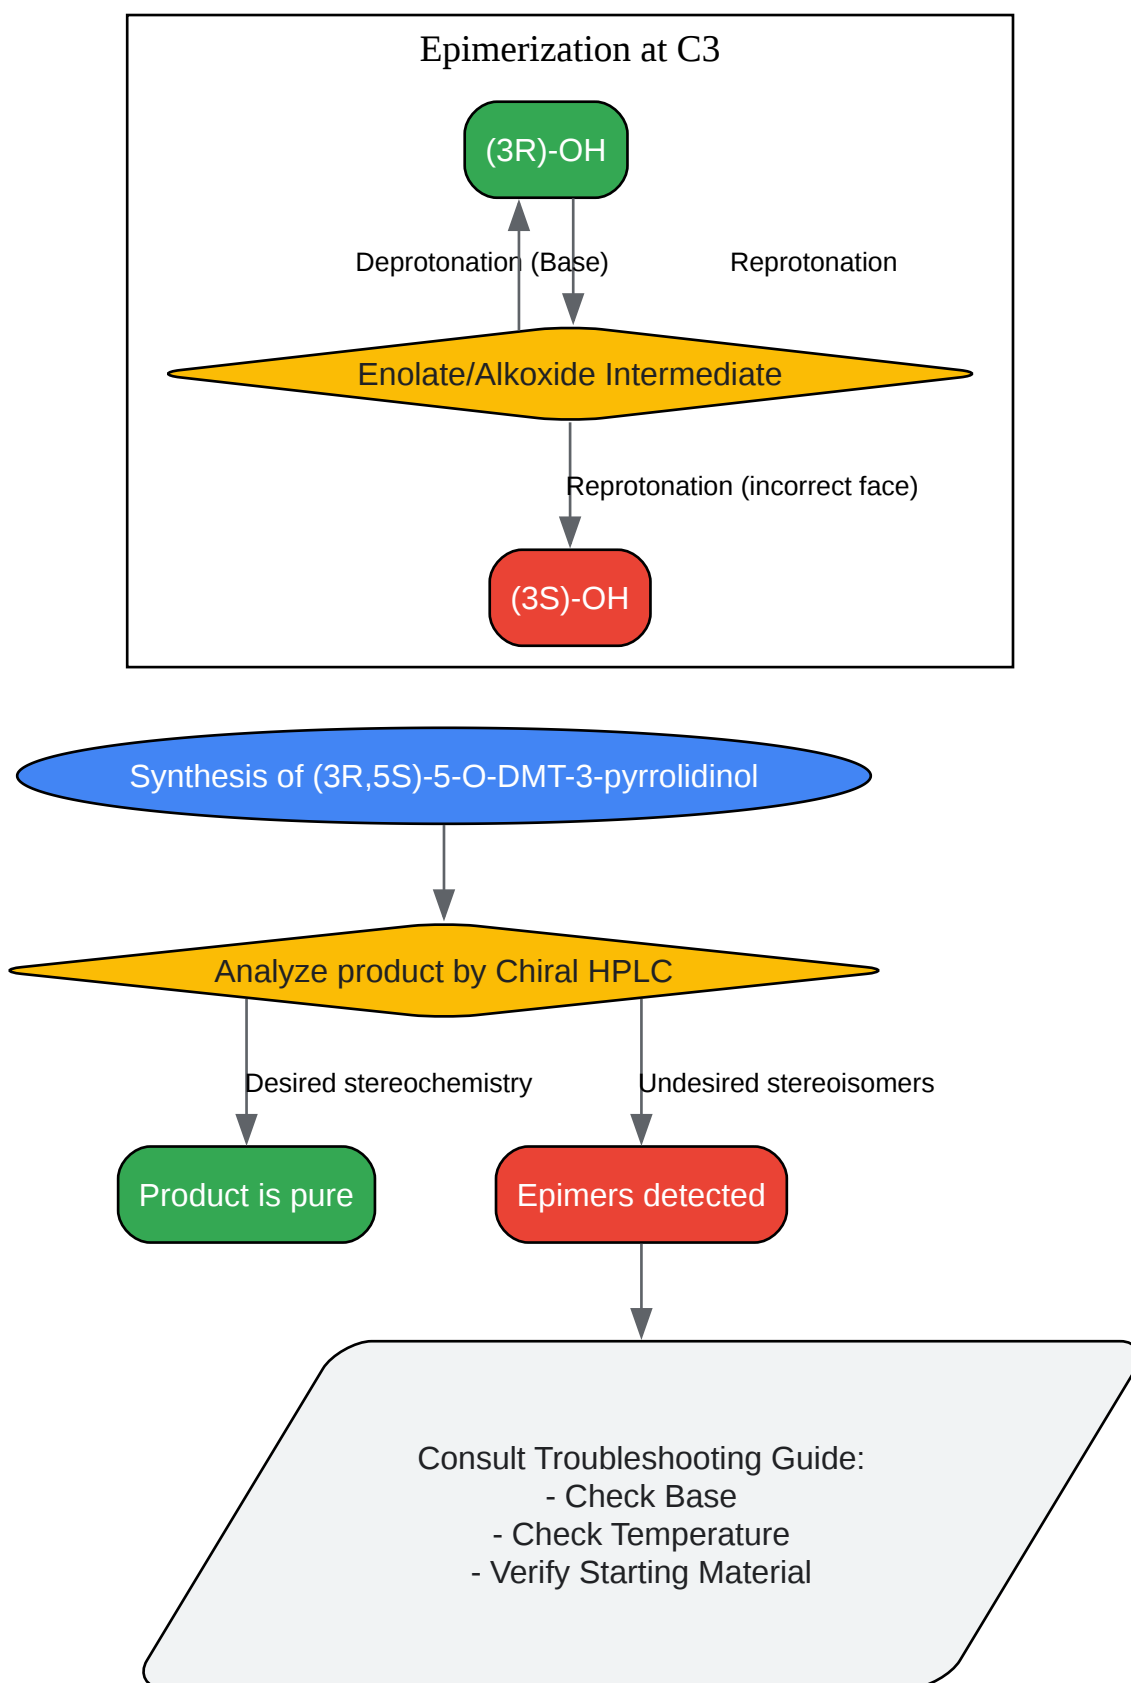 Epimerization at C3
(3R)-OH
Deprotonation (Base)
Reprotonation
Enolate/Alkoxide Intermediate
Reprotonation (incorrect face)
(3S)-OH
Synthesis of (3R,5S)-5-O-DMT-3-pyrrolidinol
Analyze product by Chiral HPLC
Desired stereochemistry
Undesired stereoisomers
Product is pure
Epimers detected
Consult Troubleshooting Guide:
- Check Base
- Check Temperature
- Verify Starting Material